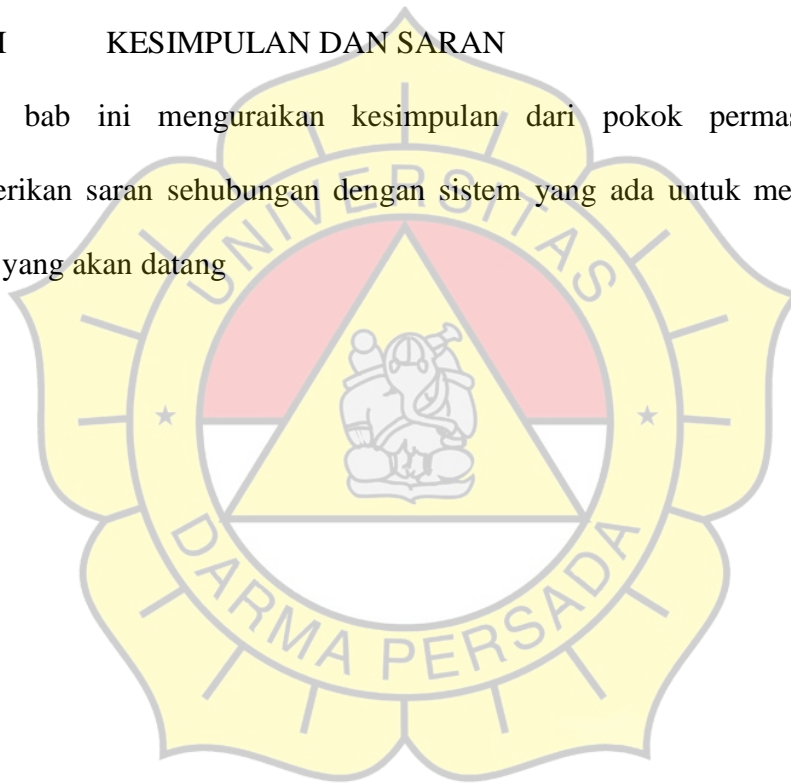 I KESIMPULAN DAN SARAN
bab ini menguraikan kesimpulan dari pokok permas
erikan saran sehubungan dengan sistem yang ada untuk me
yang akan datang
UNIVERSITAS
DARMA PERSADA